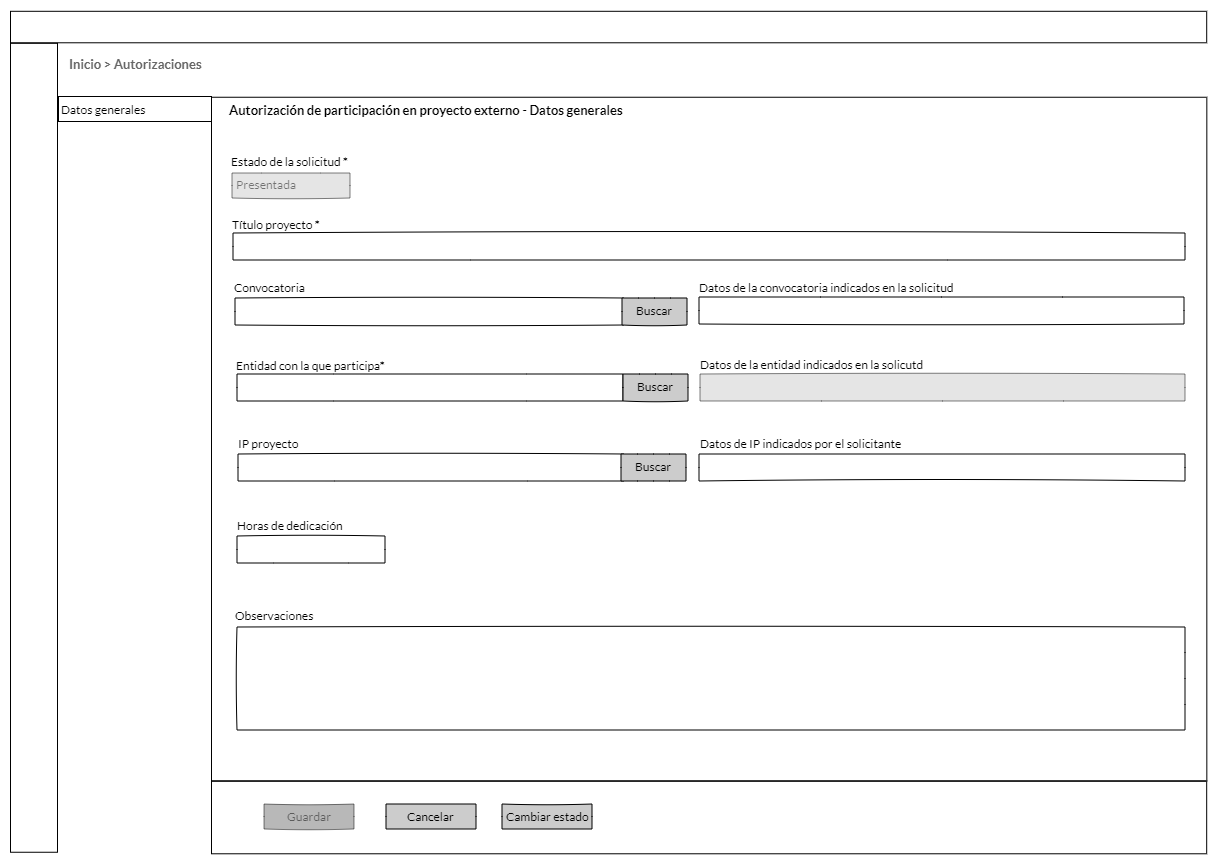 Inicio > Autorizaciones
Datos generales
Autorización de participación en proyecto externo - Datos generales
Estado de la solicitud *
Presentada
Título proyecto *
Convocatoria
Datos de la convocatoria indicados en la solicitud
Buscar
Entidad con la que participa*
Datos de la entidad indicados en la solicutd
Buscar
IP proyecto
Datos de IP indicados por el solicitante
Buscar
Horas de dedicación
Observaciones
Guardar
Cancelar
Cambiar estado